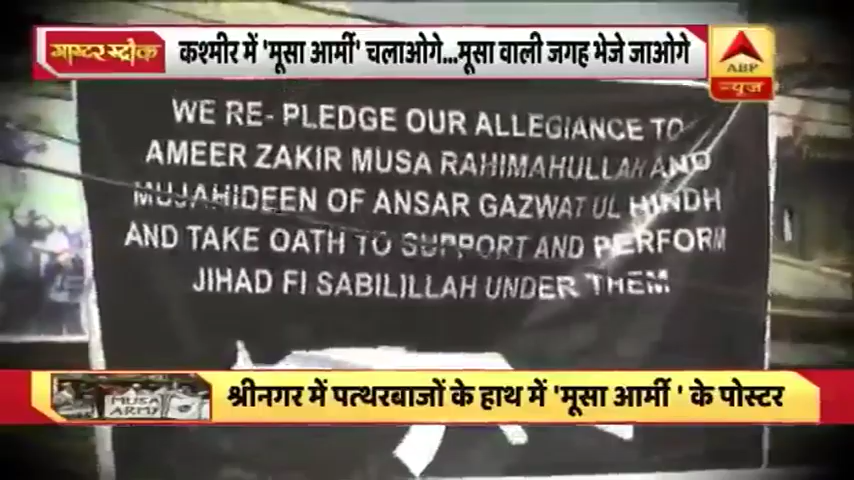 मास्टर स्ट्रोक
कश्मीर में 'मूसा आर्मी' चलाओगे...मूसा वाली जगह भेजे जाओगे
ABP
न्यूज़
WE RE- PLEDGE OUR ALLEGIANCE TO
AMEER ZAKIR MUSA RAHIMAHULLAH AND
MUJAHIDEEN OF ANSAR GAZWAT UL HINDH
AND TAKE OATH TO SUPPORT AND PERFORM
JIHAD FI SABILILLAH UNDER THEM
MUSA
ARMY
श्रीनगर में पत्थरबाजों के हाथ में 'मूसा आर्मी ' के पोस्टर